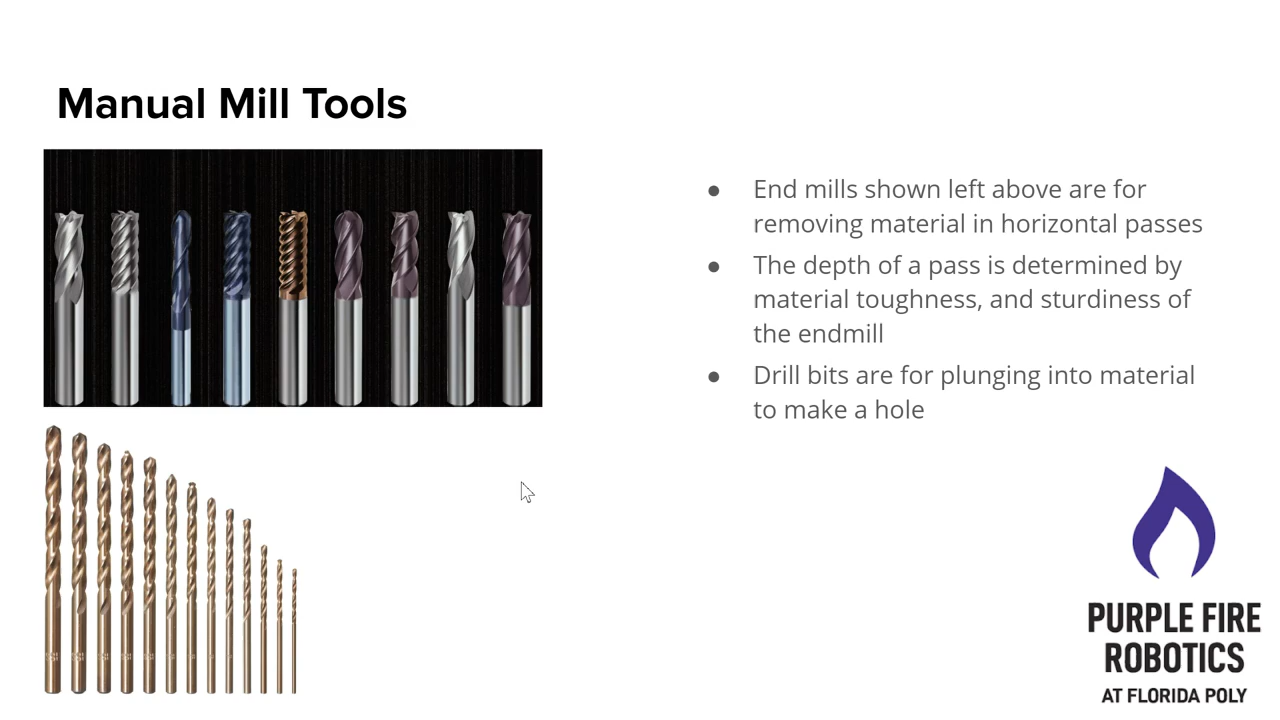 Manual Mill Tools
● End mills shown left above are for
removing material in horizontal passes
● The depth of a pass is determined by
material toughness, and sturdiness of
the endmill
● Drill bits are for plunging into material
to make a hole
PURPLE FIRE
ROBOTICS
AT FLORIDA POLY